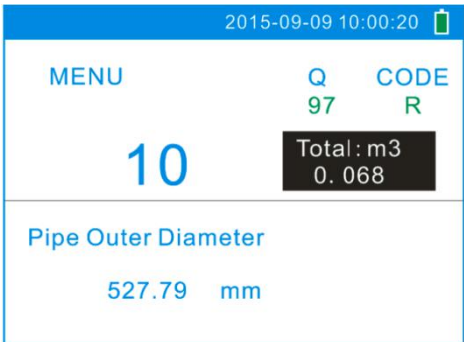 2015-09-09 10:00:20
MENU Q CODE
97 R
10 Total: m3
0.068
Pipe Outer Diameter
527.79 mm